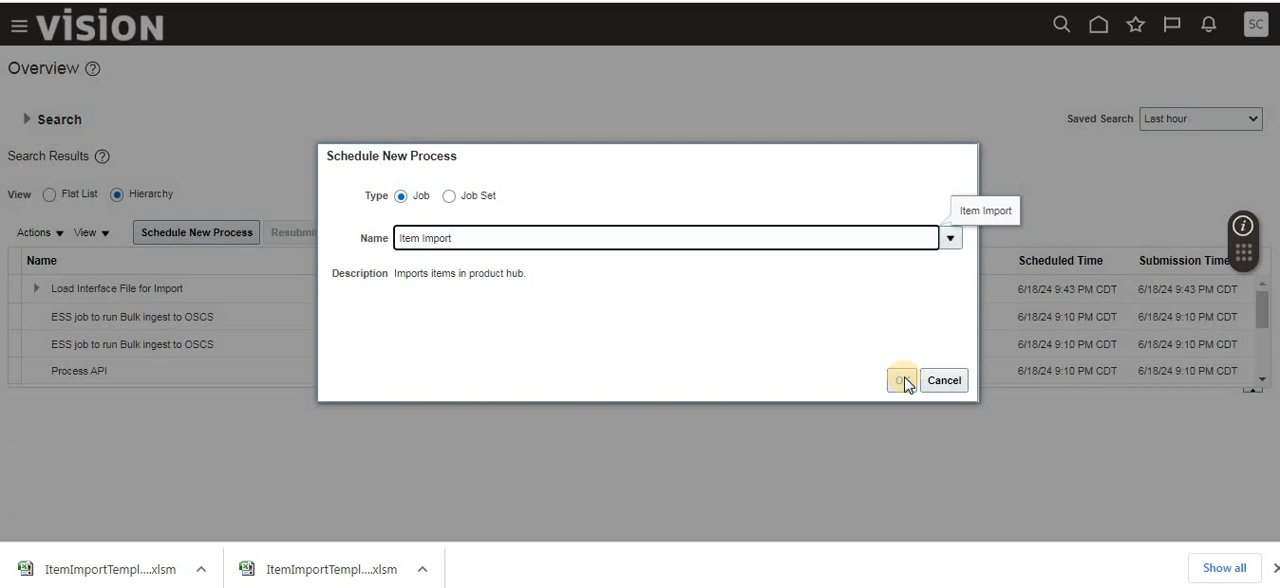 vision
SC
Overview
Search
Saved Search Last hour
Search Results
View Flat List Hierarchy
Actions View Schedule New Process Resubmi
Name Scheduled Time Submission Time
Load Interface File for Import 6/18/24 9:43 PM CDT 6/18/24 9:43 PM CDT
ESS job to run Bulk ingest to OSCS 6/18/24 9:10 PM CDT 6/18/24 9:10 PM CDT
ESS job to run Bulk ingest to OSCS 6/18/24 9:10 PM CDT 6/18/24 9:10 PM CDT
Process API 6/18/24 9:10 PM CDT 6/18/24 9:10 PM CDT
Schedule New Process
Type Job Job Set
Item Import
Name Item Import
Description Imports items in product hub.
Cancel
ItemImportTempl....xlsm ItemImportTempl....xlsm Show all